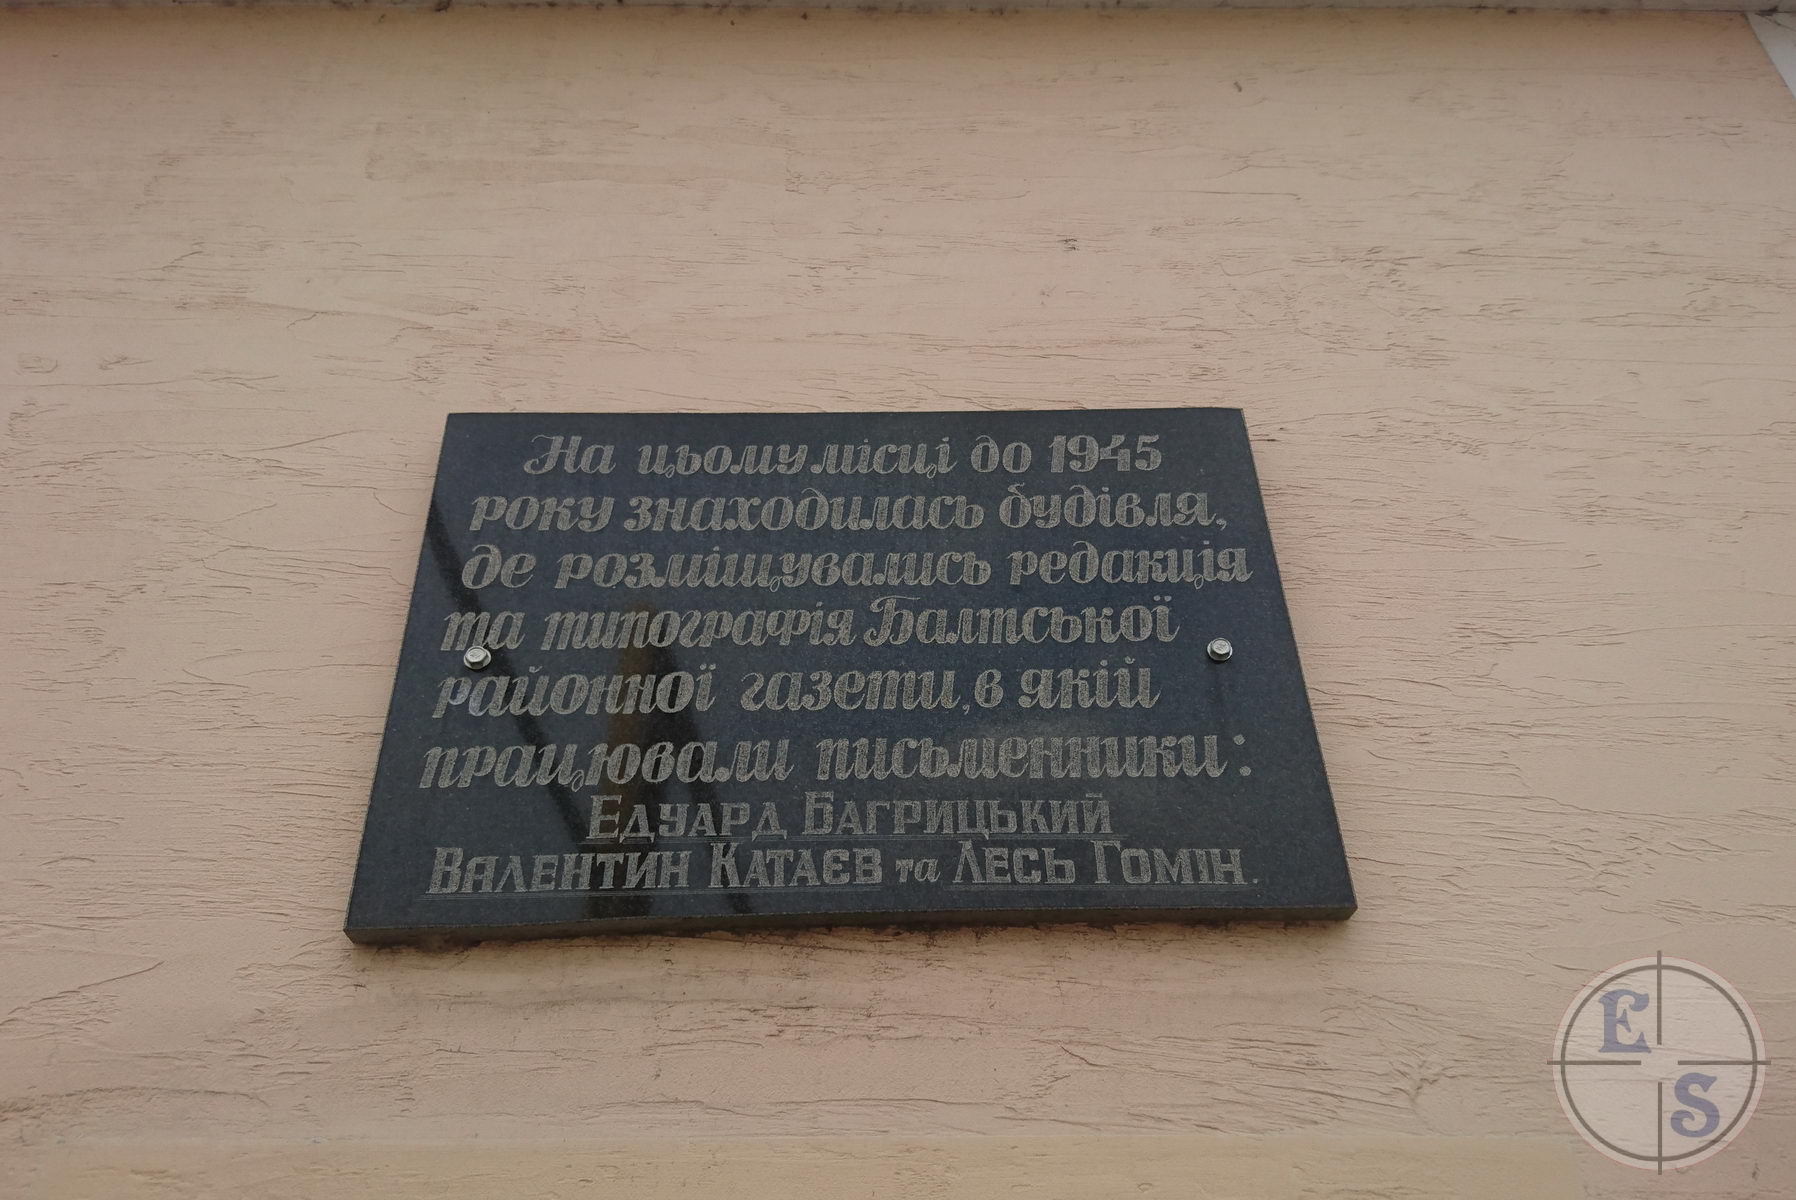 На цьому місці до 1945
року знаходилась будівля,
де розміщувались редакція
та типографія Балтської
районної газети, в якій
працювали письменники:
Едуард Багрицький
Валентин Катаєв та Лесь Гомін.
E
S